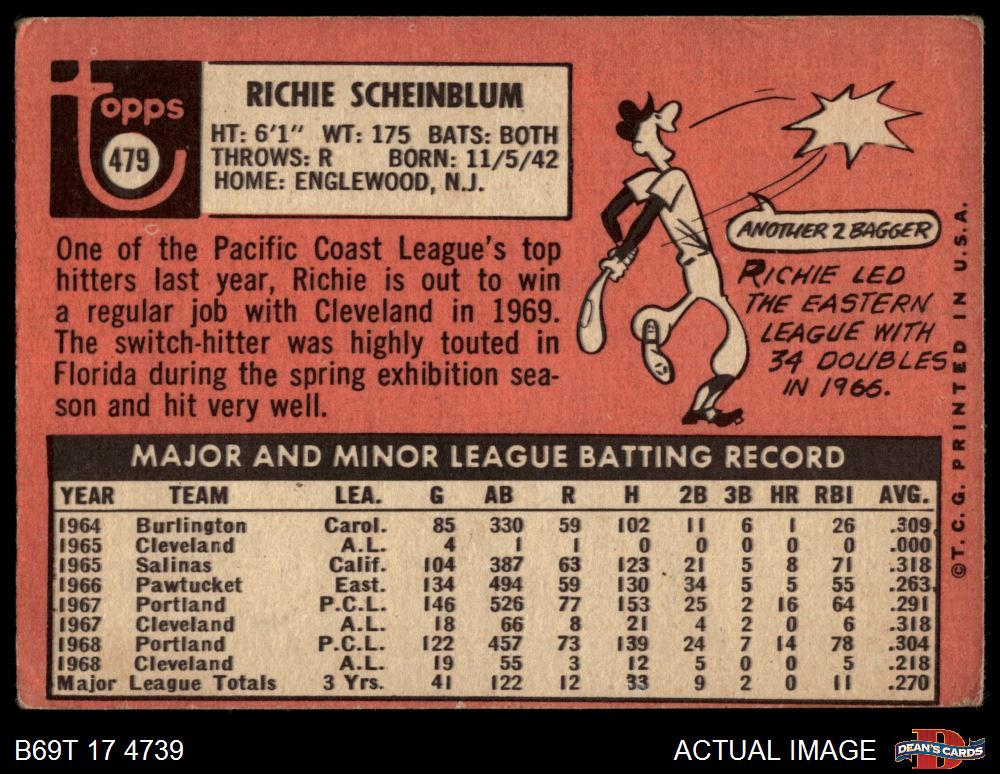 Topps
479
RICHIE SCHEINBLUM
HT: 6'1" WT: 175 BATS: BOTH
THROWS: R BORN: 11/5/42
HOME: ENGLEWOOD, N.J.
One of the Pacific Coast League's top
hitters last year, Richie is out to win
a regular job with Cleveland in 1969.
The switch-hitter was highly touted in
Florida during the spring exhibition sea-
son and hit very well.
ANOTHER 2 BAGGER
RICHIE LED
THE EASTERN
LEAGUE WITH
34 DOUBLES
IN 1966.
MAJOR AND MINOR LEAGUE BATTING RECORD
YEAR TEAM LEA. G AB R H 2B 3B HR RBI AVG.
1964 Burlington Carol. 85 330 59 102 11 6 1 26 .309
1965 Cleveland A.L. 4 1 1 0 0 0 0 0 .000
1965 Salinas Calif. 104 387 63 123 21 5 8 71 .318
1966 Pawtucket East. 134 494 59 130 34 5 5 55 .263
1967 Portland P.C.L. 146 526 77 153 25 2 16 64 .291
1967 Cleveland A.L. 18 66 8 21 4 2 0 6 .318
1968 Portland P.C.L. 122 457 73 139 24 7 14 78 .304
1968 Cleveland A.L. 19 55 3 12 5 0 0 5 .218
Major League Totals 3 Yrs. 41 122 12 33 9 2 0 11 .270
©T. C. G. PRINTED IN U.S.A.
B69T 17 4739
ACTUAL IMAGE
D
DEAN'S CARDS